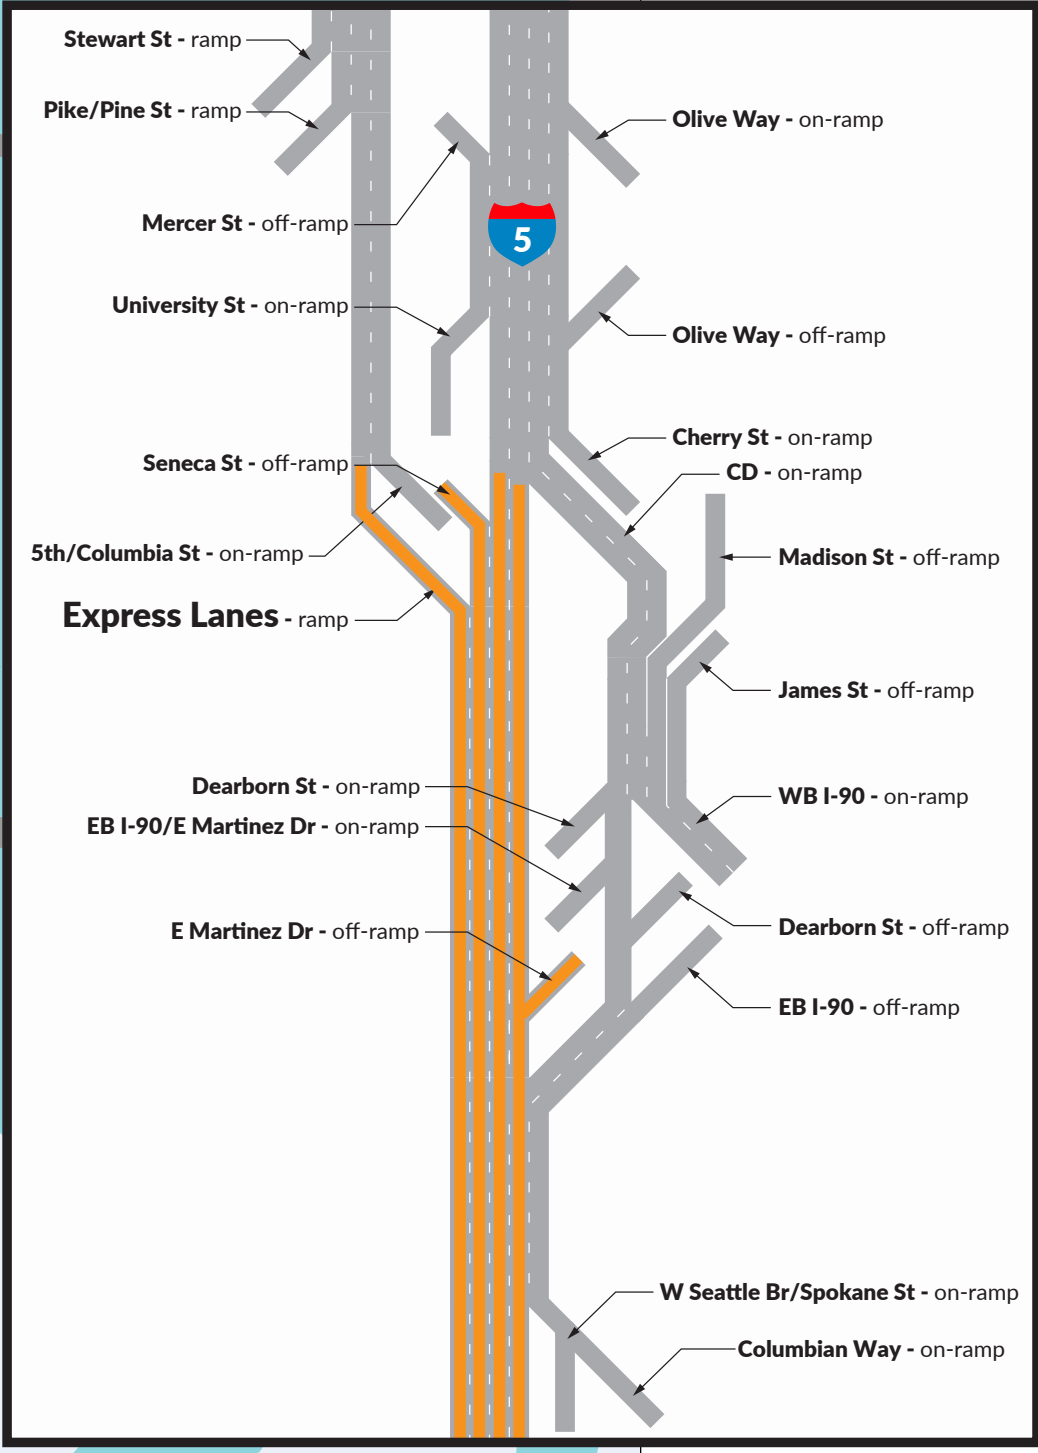 Stewart St - ramp
Pike/Pine St - ramp
Olive Way - on-ramp
Mercer St - off-ramp
5
University St - on-ramp
Olive Way - off-ramp
Cherry St - on-ramp
Seneca St - off-ramp
CD - on-ramp
5th/Columbia St - on-ramp
Madison St - off-ramp
Express Lanes - ramp
James St - off-ramp
Dearborn St - on-ramp
WB I-90 - on-ramp
EB I-90/E Martinez Dr - on-ramp
E Martinez Dr - off-ramp
Dearborn St - off-ramp
EB I-90 - off-ramp
W Seattle Br/Spokane St - on-ramp
Columbian Way - on-ramp